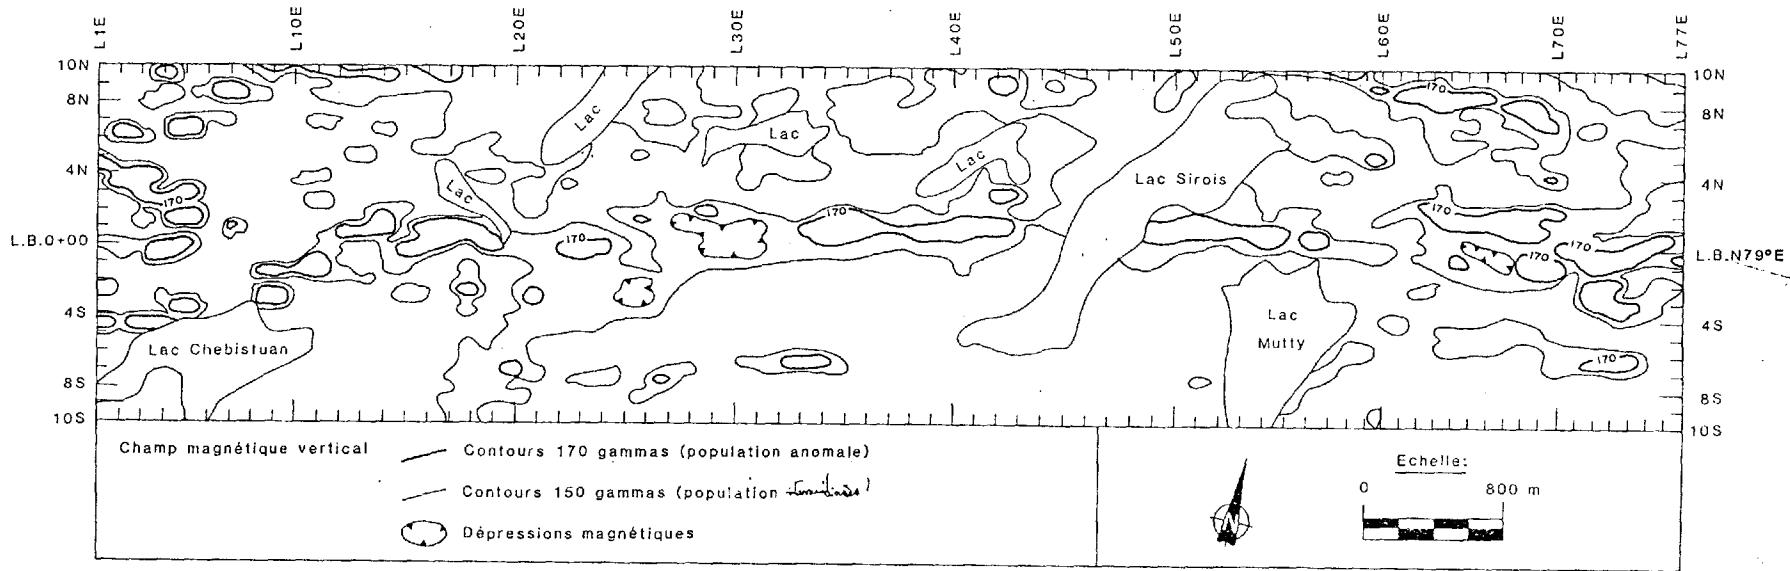 L1E L10E L20E L30E L40E L50E L60E L70E L77E
10N 10N
8N 8N
4N 4N
L.B.0+00 L.B.N79°E
4S 4S
8S 8S
10S 10S
Lac
Lac
Lac
Lac
Lac Sirois
Lac Chebistuan
Lac
Mutty
170
170
170
170
170
170
170
170
170
Champ magnétique vertical
Contours 170 gammas (population anomale)
Contours 150 gammas (population
Dépressions magnétiques
N
Echelle:
0 800 m